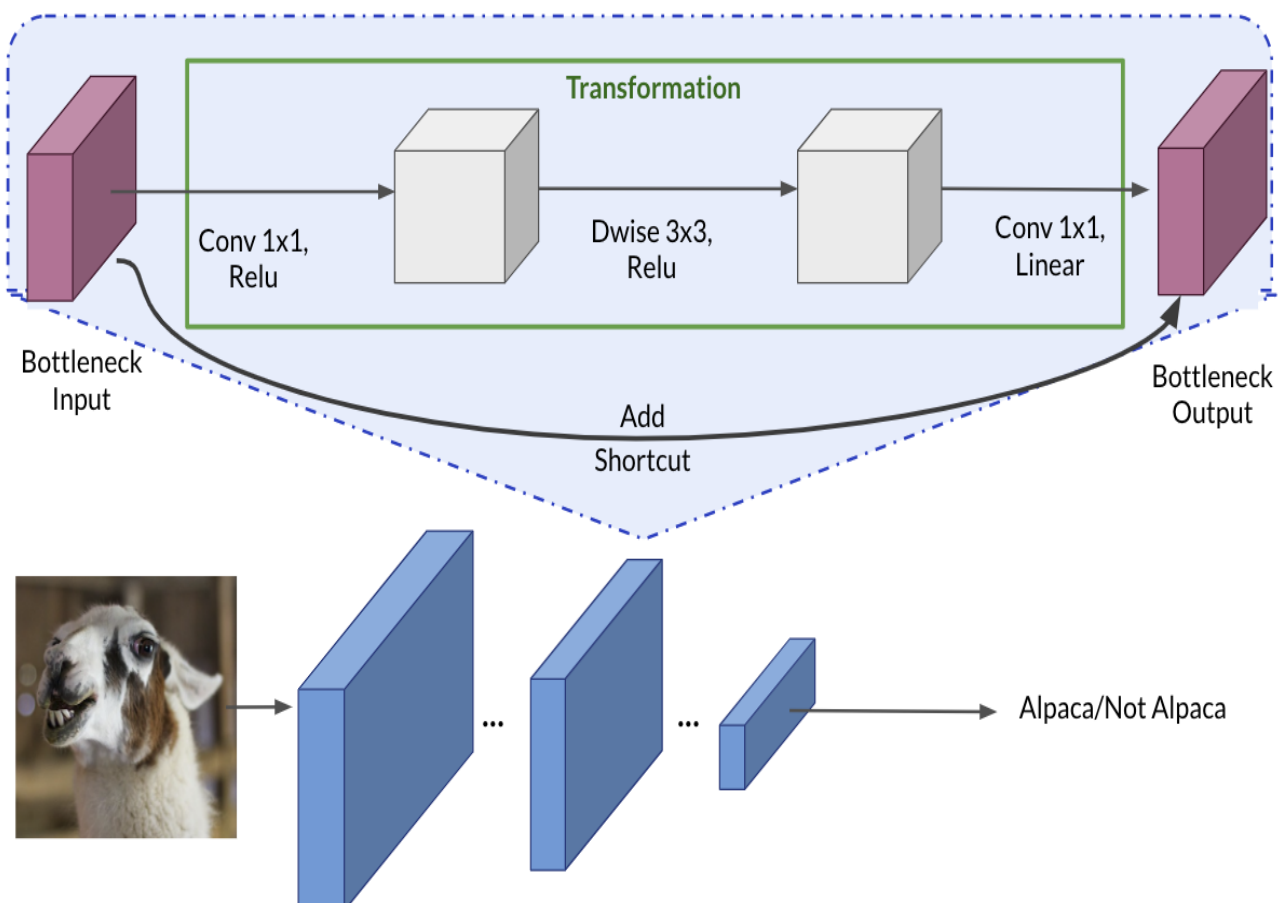 Transformation
Conv 1x1,
Relu
Dwise 3x3,
Relu
Conv 1x1,
Linear
Bottleneck
Input
Bottleneck
Output
Add
Shortcut
...
...
Alpaca/Not Alpaca